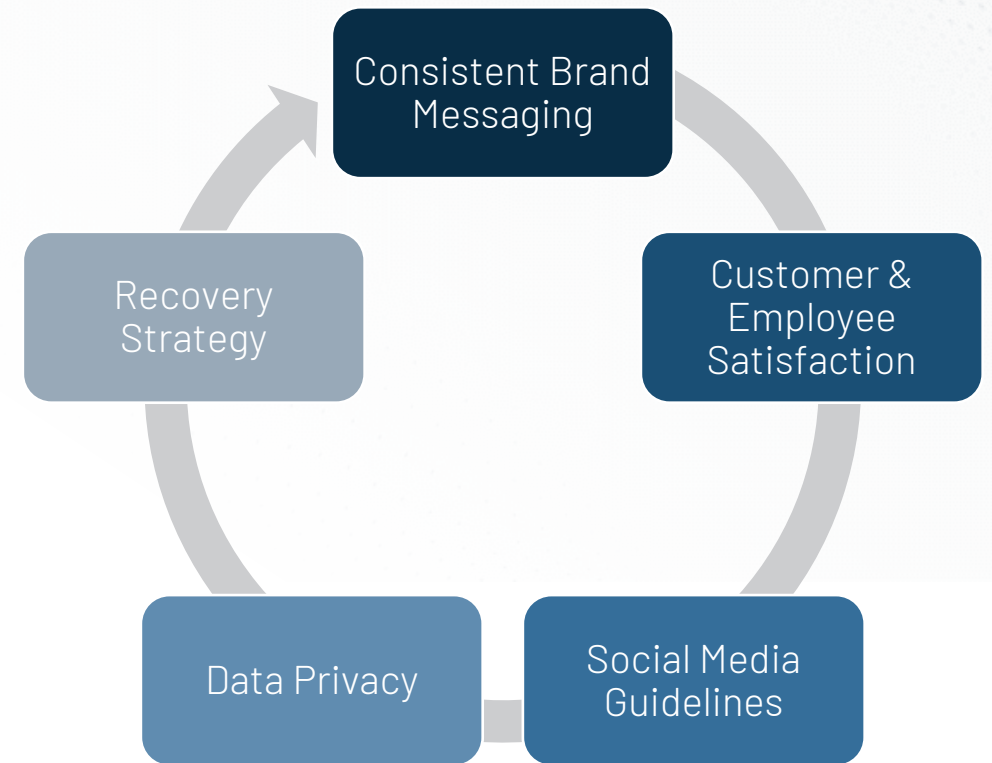 Consistent Brand
Messaging
Customer &
Employee
Satisfaction
Social Media
Guidelines
Data Privacy
Recovery
Strategy